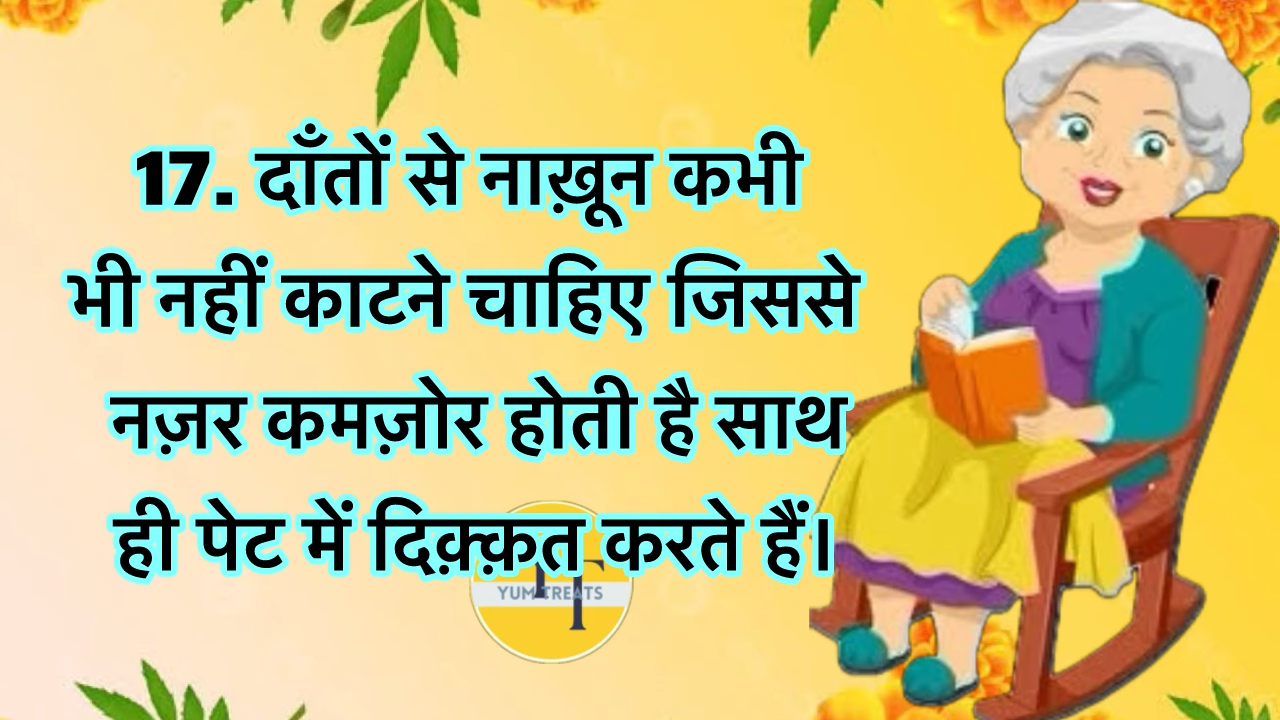 17. दाँतों से नाख़ून कभी
भी नहीं काटने चाहिए जिससे
नज़र कमज़ोर होती है साथ
ही पेट में दिक़्क़त करते हैं।
YUM TREATS